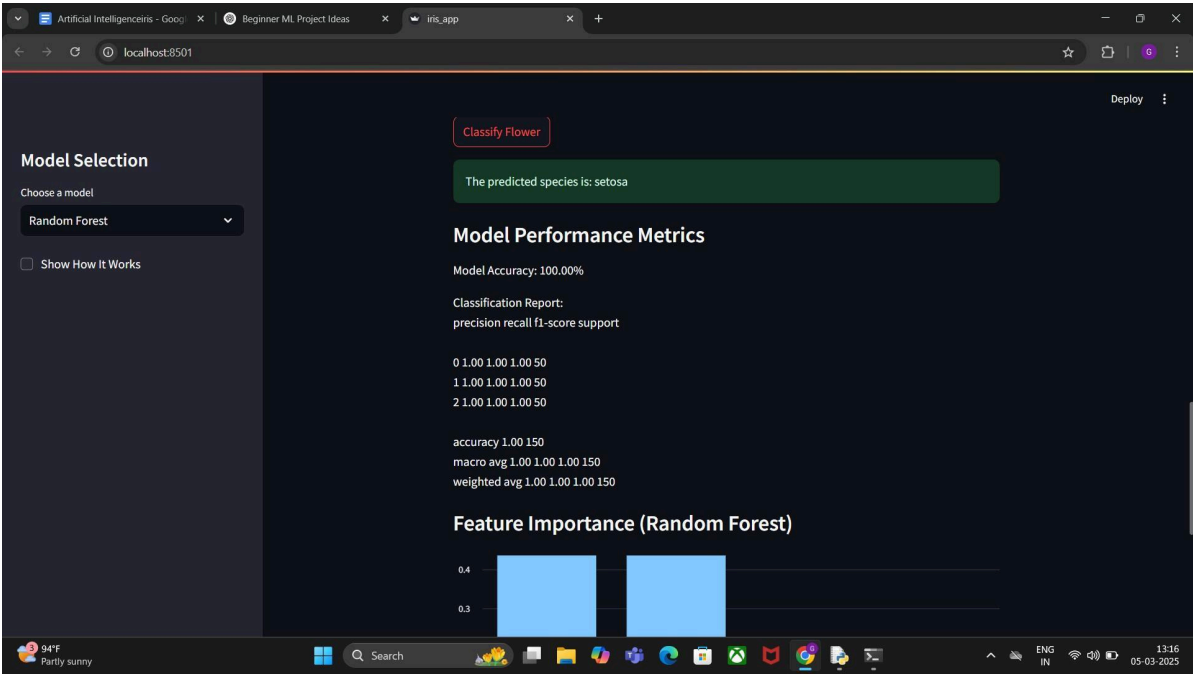 Artificial Intelligenceiris - Goog
Beginner ML Project Ideas
iris_app
localhost:8501
G
Deploy
Model Selection
Choose a model
Random Forest
Show How It Works
Classify Flower
The predicted species is: setosa
Model Performance Metrics
Model Accuracy: 100.00%
Classification Report:
precision recall f1-score support
0 1.00 1.00 1.00 50
1 1.00 1.00 1.00 50
2 1.00 1.00 1.00 50
accuracy 1.00 150
macro avg 1.00 1.00 1.00 150
weighted avg 1.00 1.00 1.00 150
Feature Importance (Random Forest)
0.4
0.3
3
94°F
Partly sunny
Search
ENG
IN
13:16
05-03-2025